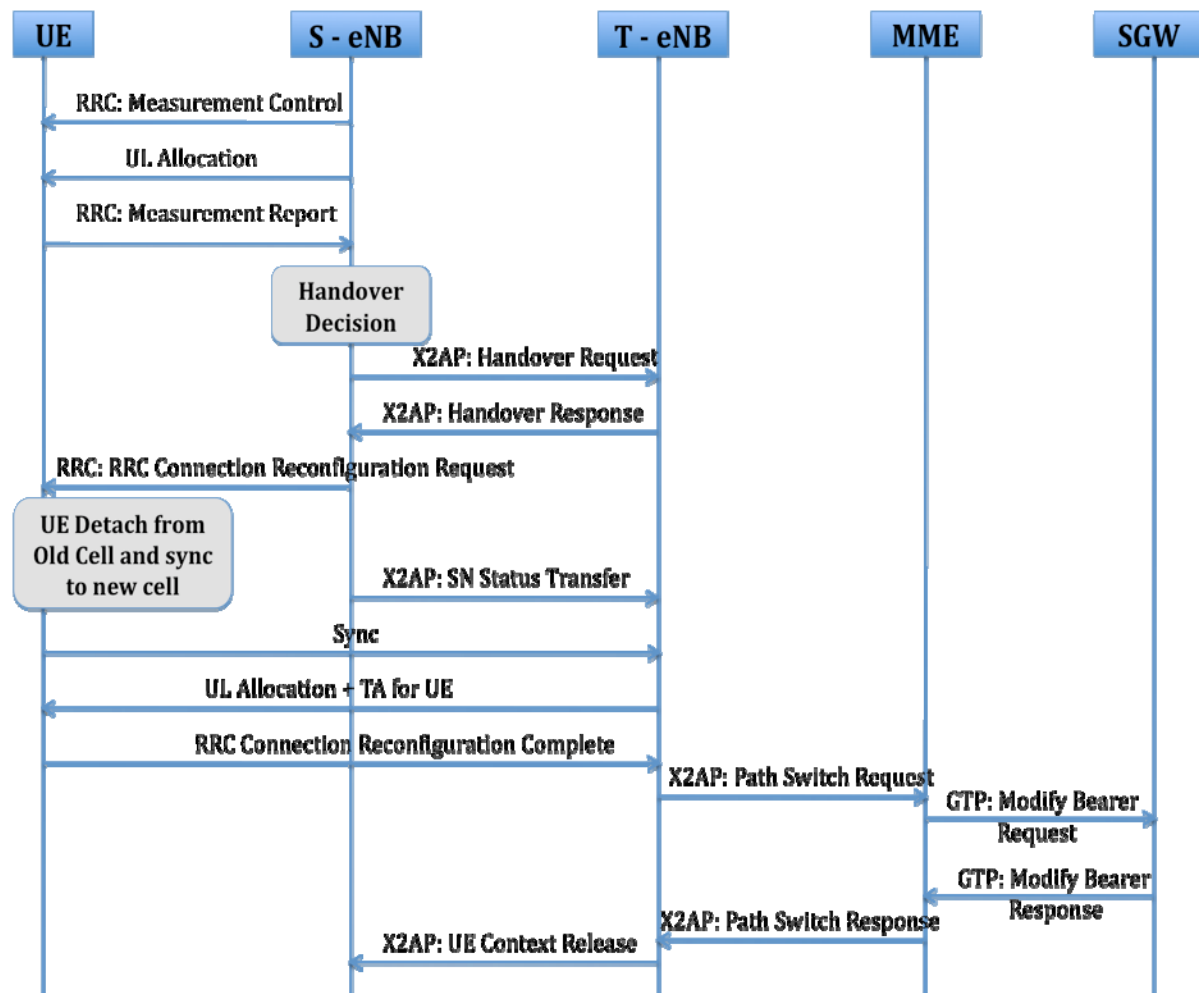 UE
S - eNB
T - eNB
MME
SGW
RRC: Measurement Control
UL Allocation
RRC: Measurement Report
Handover
Decision
X2AP: Handover Request
X2AP: Handover Response
RRC: RRC Connection Reconfiguration Request
UE Detach from
Old Cell and sync
to new cell
X2AP: SN Status Transfer
Sync
UL Allocation + TA for UE
RRC Connection Reconfiguration Complete
X2AP: Path Switch Request
GTP: Modify Bearer
Request
GTP: Modify Bearer
Response
X2AP: Path Switch Response
X2AP: UE Context Release